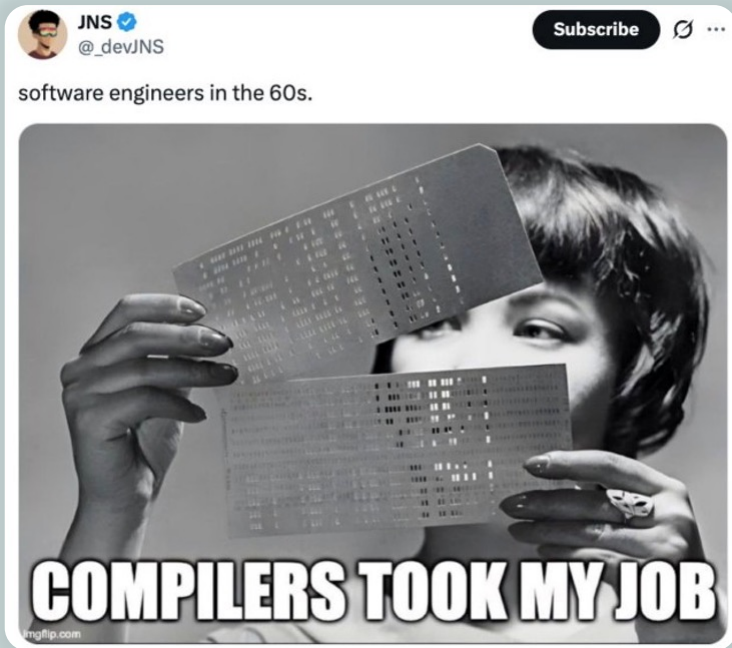 JNS
@_devJNS
Subscribe
software engineers in the 60s.
COMPILERS TOOK MY JOB
imgflip.com